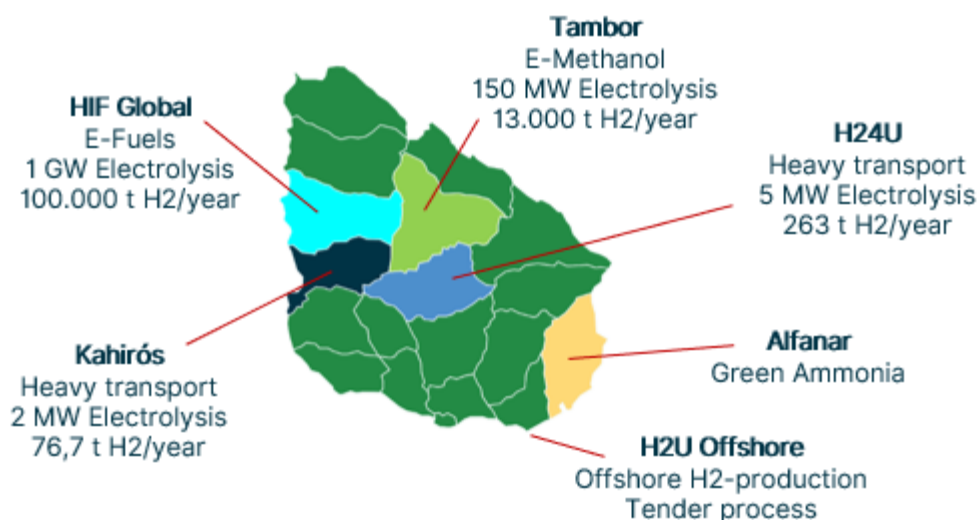 Tambor
E-Methanol
150 MW Electrolysis
13.000 t H2/year
HIF Global
E-Fuels
1 GW Electrolysis
100.000 t H2/year
H24U
Heavy transport
5 MW Electrolysis
263 t H2/year
Kahirós
Heavy transport
2 MW Electrolysis
76,7 t H2/year
Alfanar
Green Ammonia
H2U Offshore
Offshore H2-production
Tender process